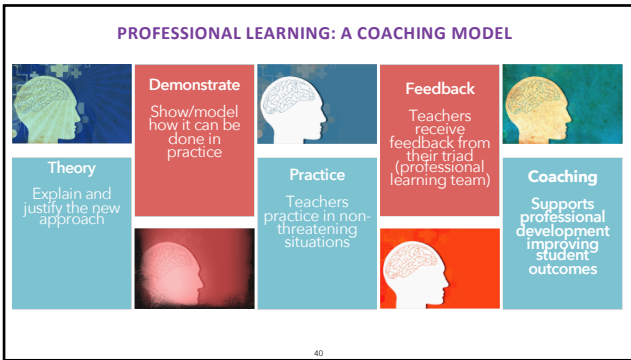 PROFESSIONAL LEARNING: A COACHING MODEL
Theory
Explain and
justify the new
approach
Demonstrate
Show/model
how it can be
done in
practice
Practice
Teachers
practice in non-
threatening
situations
Feedback
Teachers
receive
feedback from
their triad
(professional
learning team)
Coaching
Supports
professional
development
improving
student
outcomes
40